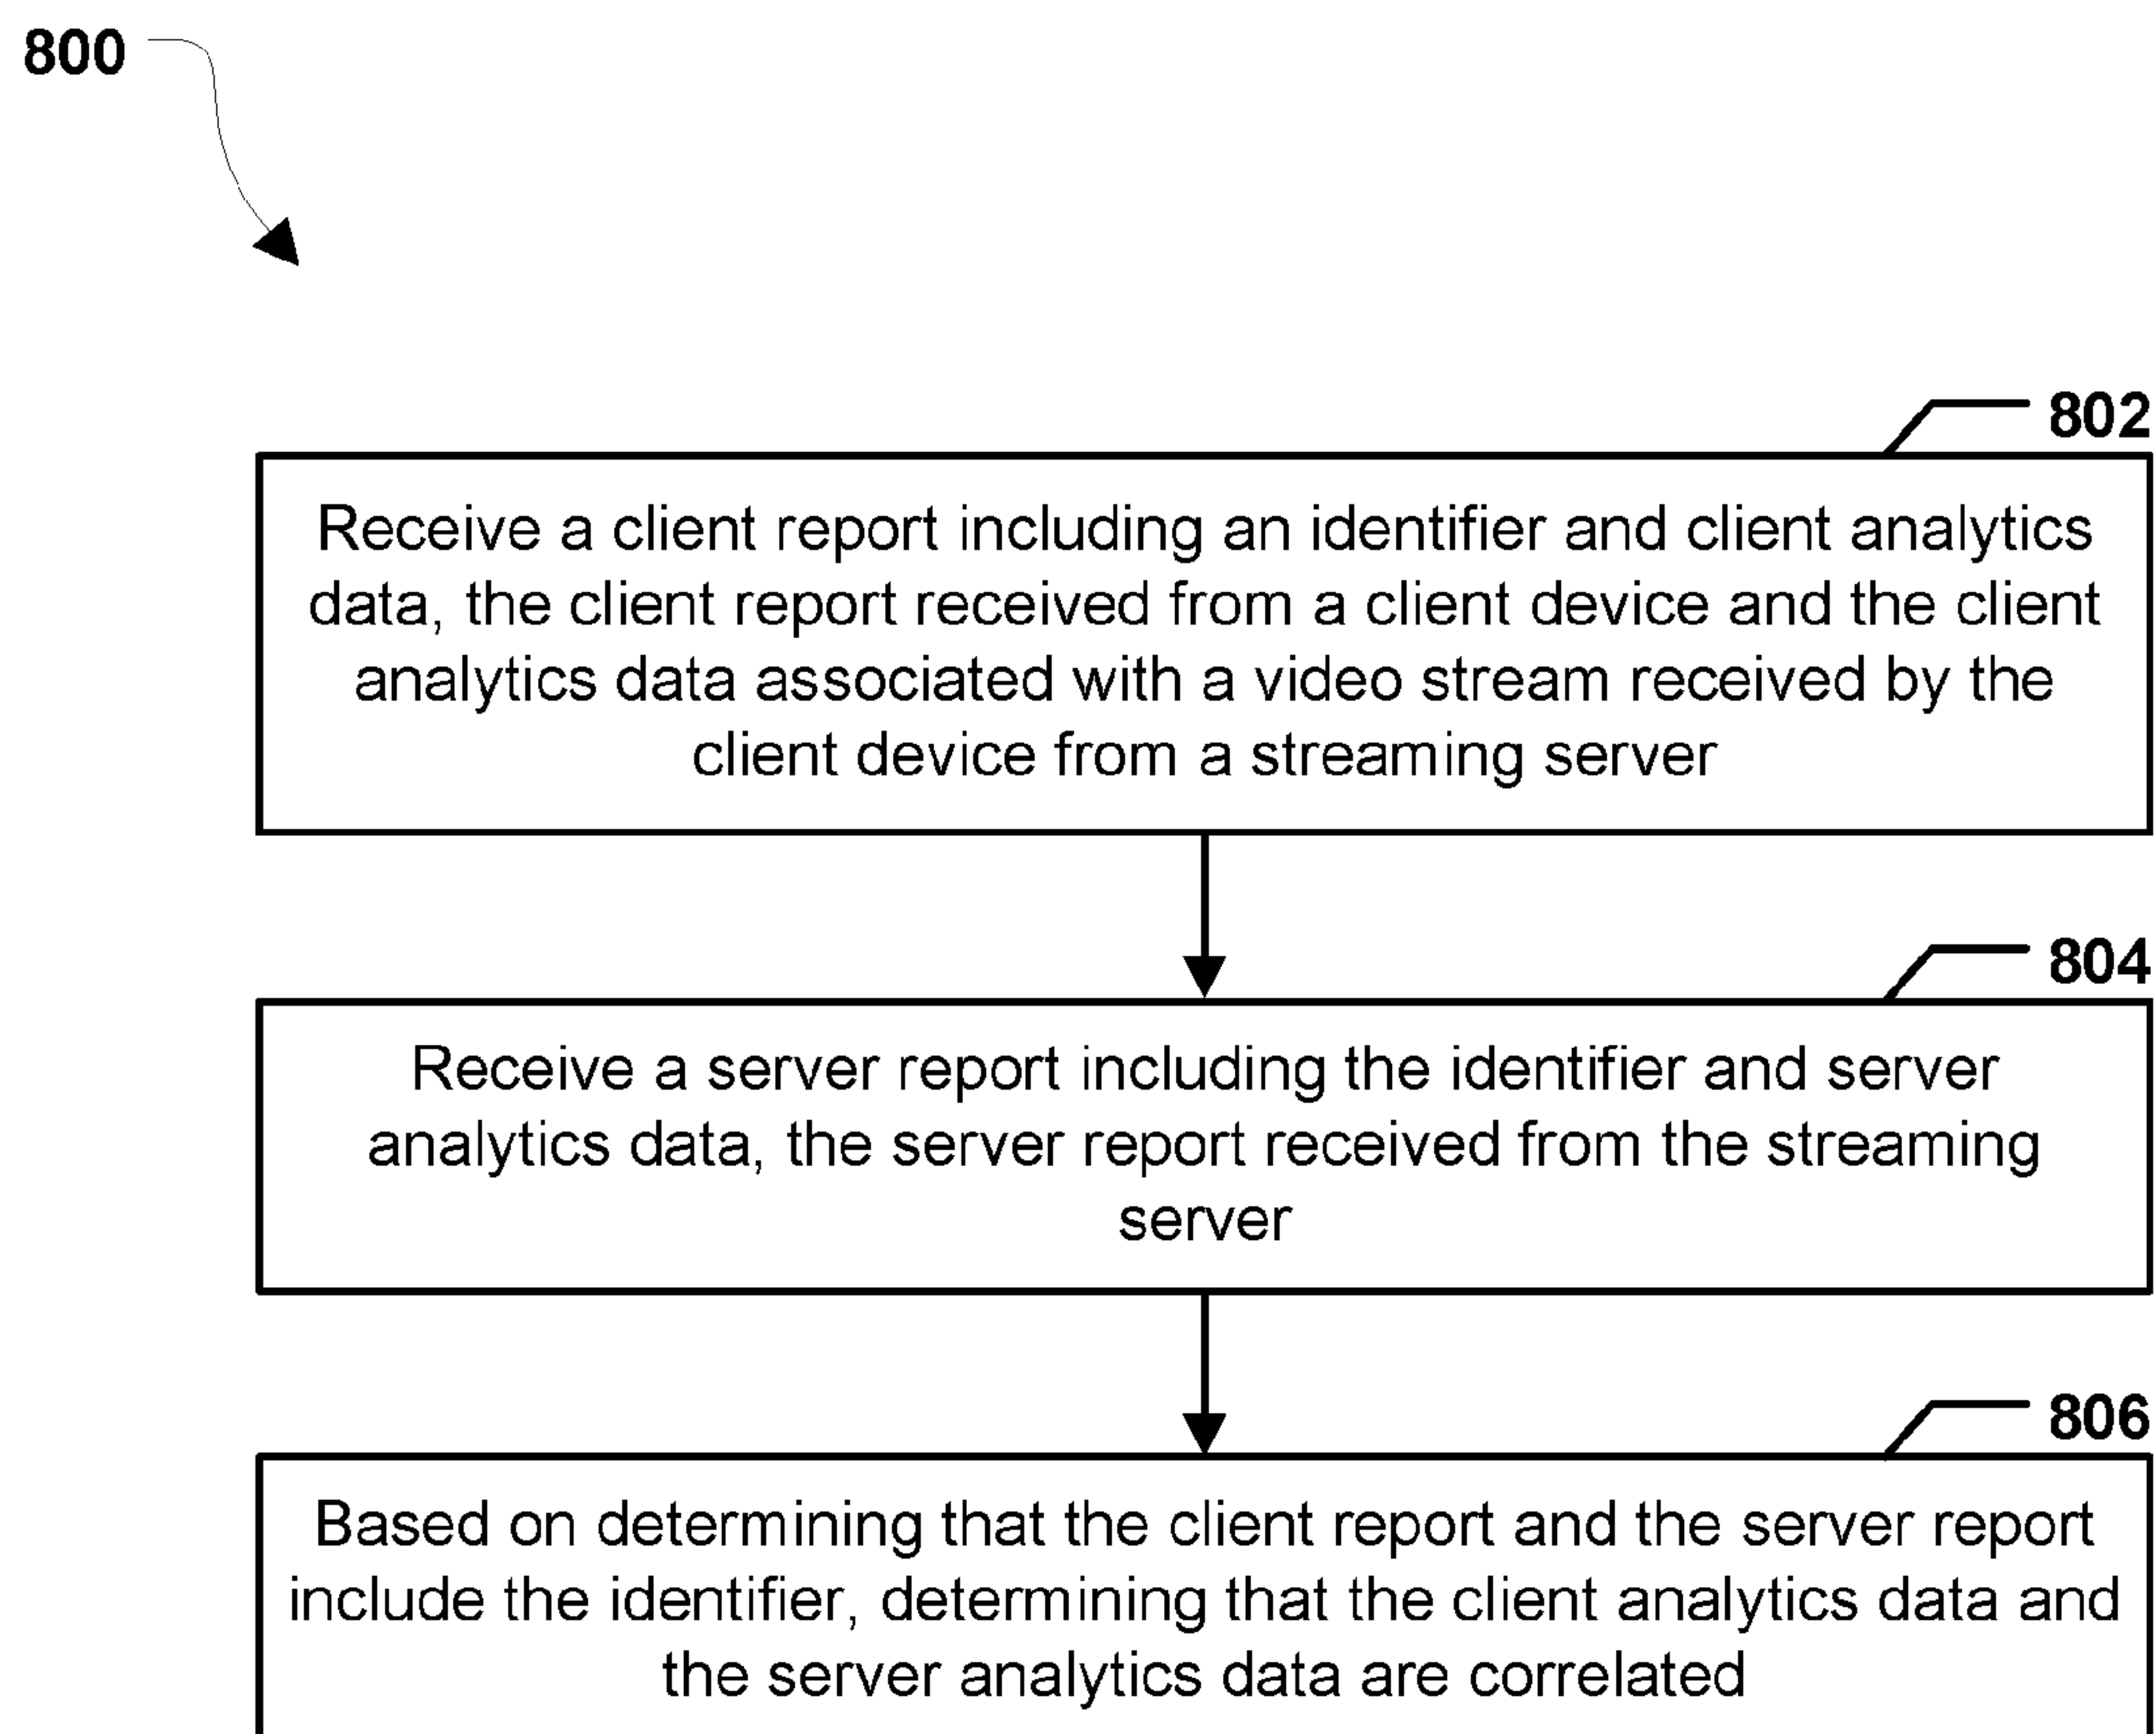 800
802
Receive a client report including an identifier and client analytics
data, the client report received from a client device and the client
analytics data associated with a video stream received by the
client device from a streaming server
804
Receive a server report including the identifier and server
analytics data, the server report received from the streaming
server
806
Based on determining that the client report and the server report
include the identifier, determining that the client analytics data and
the server analytics data are correlated